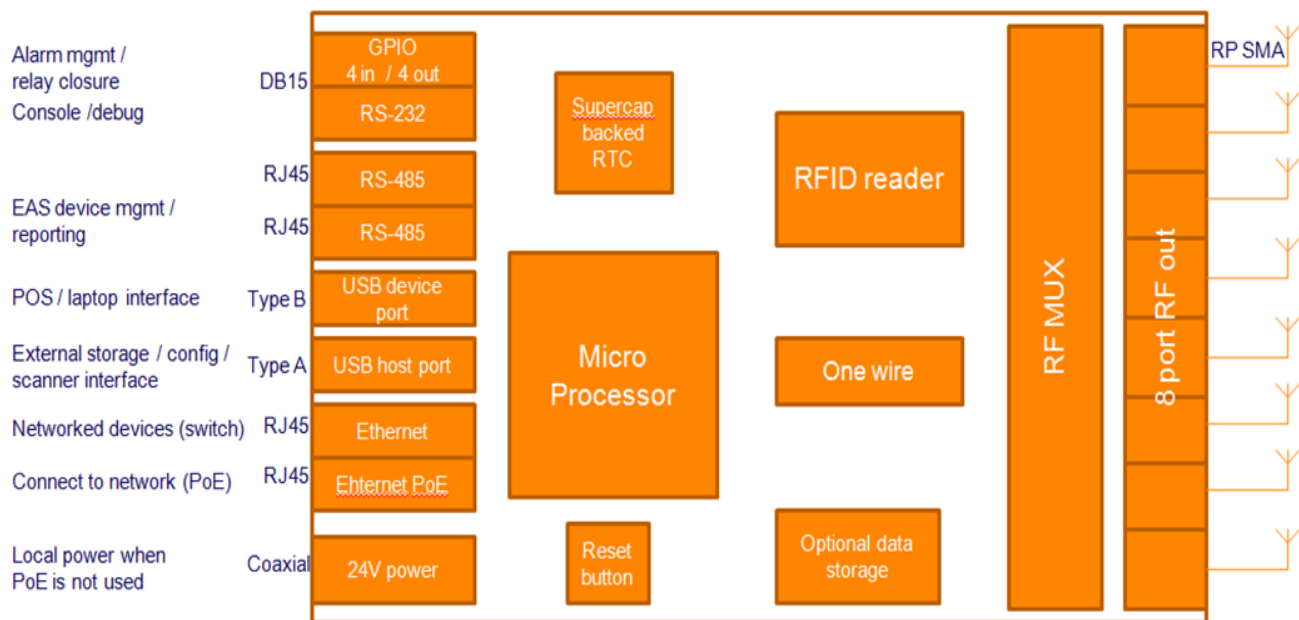 Alarm mgmt /
relay closure
Console /debug
DB15
GPIO
4 in / 4 out
RS-232
RJ45
RS-485
EAS device mgmt /
reporting
RJ45
RS-485
POS / laptop interface
Type B
USB device
port
External storage / config /
scanner interface
Type A
USB host port
Networked devices (switch)
RJ45
Ethernet
Connect to network (PoE)
RJ45
Ehternet PoE
Local power when
PoE is not used
Coaxial
24V power
Supercap
backed
RTC
Micro
Processor
Reset
button
RFID reader
One wire
Optional data
storage
RF MUX
8 port RF out
RP SMA